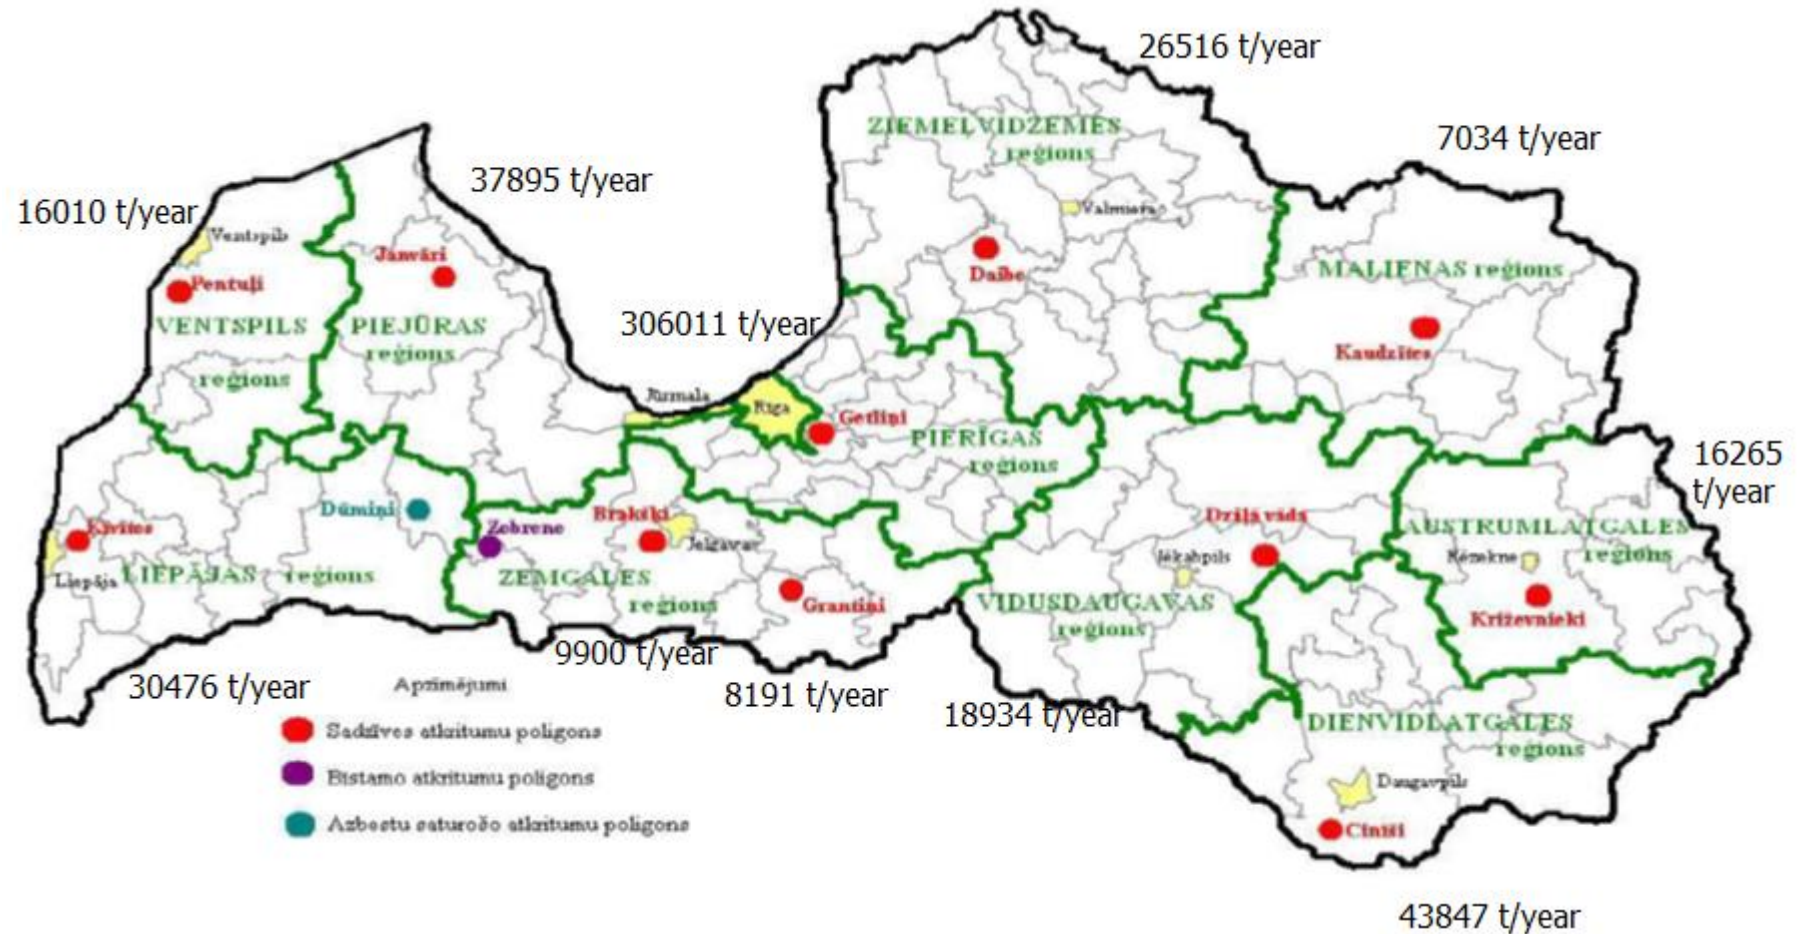 26516 t/year
7034 t/year
ZIEMEĻVIDZEMES
reģions
37895 t/year
16010 t/year
Valmiera
Ventspils
Janvāri
Daibe
MALIENAS reģions
Pentuļi
306011 t/year
VENTSPILS
reģions
PIEJŪRAS
reģions
Kaudzītes
Jūrmala
Rīga
Getliņi
PIERĪGAS
reģions
16265
t/year
Dūmiņi
Zebrene
Brakšķi
Jelgava
Dziļā vāda
AUSTRUMLATGALES
reģions
Ķīvītes
Liepāja
LIEPĀJAS reģions
ZEMGALES
reģions
Grantiņi
Jēkabpils
VIDUSDAUGAVAS
reģions
Rēzekne
Križevnieki
9900 t/year
30476 t/year
8191 t/year
18934 t/year
DIENVIDLATGALES
reģions
Daugavpils
Cinīši
43847 t/year
Apzīmējumi
Sadzīves atkritumu poligons
Bīstamo atkritumu poligons
Azbestu saturošo atkritumu poligons